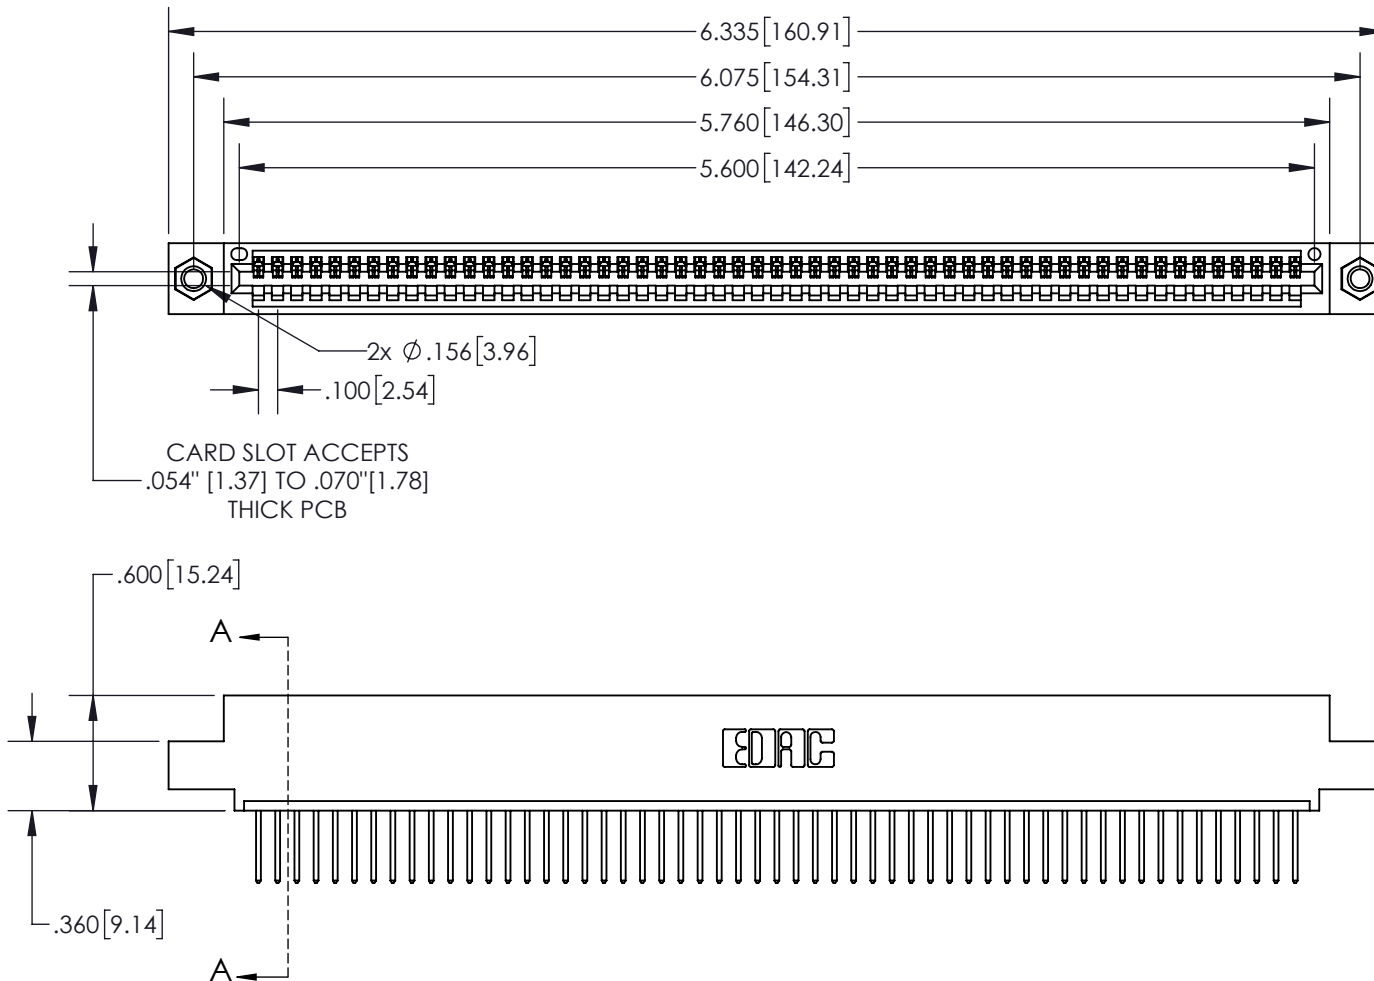 6.335[160.91]
6.075[154.31]
5.760[146.30]
5.600[142.24]
2x Ø.156[3.96]
.100[2.54]
CARD SLOT ACCEPTS
.054" [1.37] TO .070"[1.78]
THICK PCB
.600[15.24]
A
EDAC
.360[9.14]
A